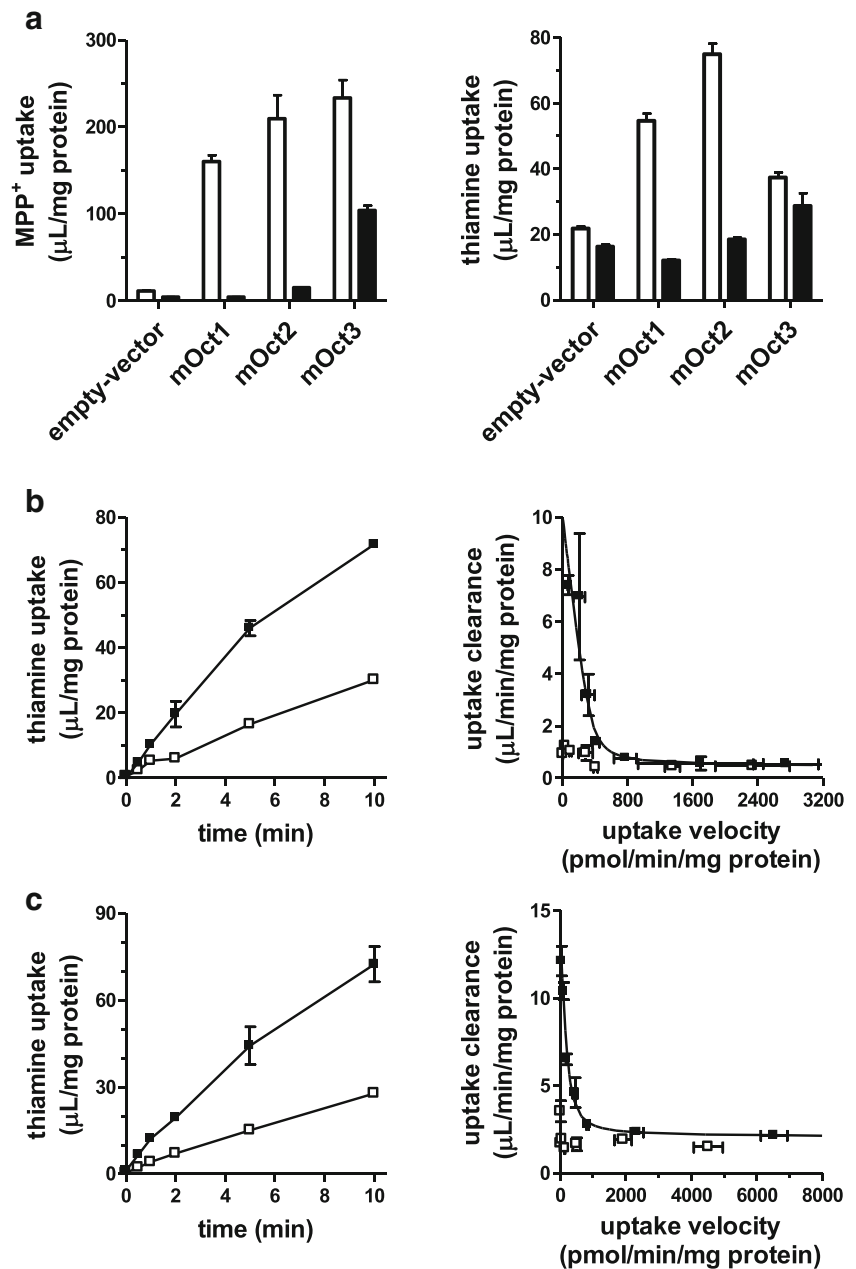 a
300
200
100
0
MPP+ uptake
(μL/mg protein)
empty-vector
mOct1
mOct2
mOct3
80
60
40
20
0
thiamine uptake
(μL/mg protein)
empty-vector
mOct1
mOct2
mOct3
b
80
60
40
20
0
thiamine uptake
(μL/mg protein)
0 2 4 6 8 10
time (min)
10
8
6
4
2
0
uptake clearance
(μL/min/mg protein)
0 800 1600 2400 3200
uptake velocity
(pmol/min/mg protein)
c
90
60
30
0
thiamine uptake
(μL/mg protein)
0 2 4 6 8 10
time (min)
15
10
5
0
uptake clearance
(μL/min/mg protein)
0 2000 4000 6000 8000
uptake velocity
(pmol/min/mg protein)